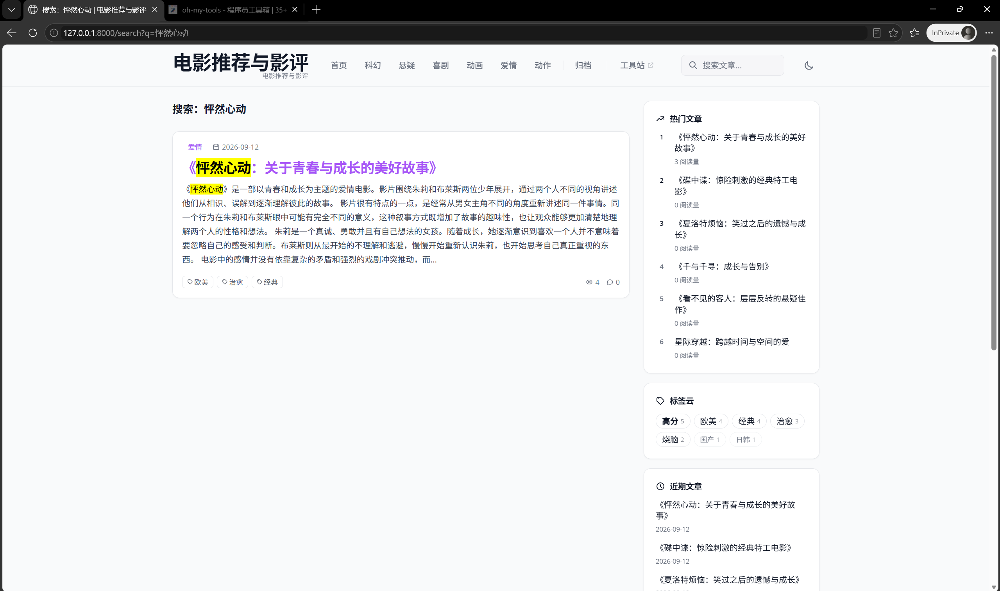 搜索：怦然心动 | 电影推荐与影评
oh-my-tools - 程序员工具箱 | 35+
127.0.0.1:8000/search?q=怦然心动
InPrivate
电影推荐与影评
电影推荐与影评
首页 科幻 悬疑 喜剧 动画 爱情 动作 归档 工具站
搜索文章...
搜索：怦然心动
爱情 2026-09-12
《怦然心动：关于青春与成长的美好故事》
《怦然心动》是一部以青春和成长为主题的爱情电影。影片围绕朱莉和布莱斯两位少年展开，通过两个人不同的视角讲述
他们从相识、误解到逐渐理解彼此的故事。 影片很有特点的一点，是经常从男女主角不同的角度重新讲述同一件事情。同
一个行为在朱莉和布莱斯眼中可能有完全不同的意义，这种叙事方式既增加了故事的趣味性，也让观众能够更加清楚地理
解两个人的性格和想法。 朱莉是一个真诚、勇敢并且有自己想法的女孩。随着成长，她逐渐意识到喜欢一个人并不意味着
要忽略自己的感受和判断。布莱斯则从最开始的不理解和逃避，慢慢开始重新认识朱莉，也开始思考自己真正重视的东
西。 电影中的感情并没有依靠复杂的矛盾和强烈的戏剧冲突推动，而...
欧美 治愈 经典 4 0
热门文章
1 《怦然心动：关于青春与成长的美好
故事》
3 阅读量
2 《碟中谍：惊险刺激的经典特工电
影》
0 阅读量
3 《夏洛特烦恼：笑过之后的遗憾与成
长》
0 阅读量
4 《千与千寻：成长与告别》
0 阅读量
5 《看不见的客人：层层反转的悬疑佳
作》
0 阅读量
6 星际穿越：跨越时间与空间的爱
0 阅读量
标签云
高分 5 欧美 4 经典 4 治愈 3
烧脑 2 国产 1 日韩 1
近期文章
《怦然心动：关于青春与成长的美好故
事》
2026-09-12
《碟中谍：惊险刺激的经典特工电影》
2026-09-12
《夏洛特烦恼：笑过之后的遗憾与成长》